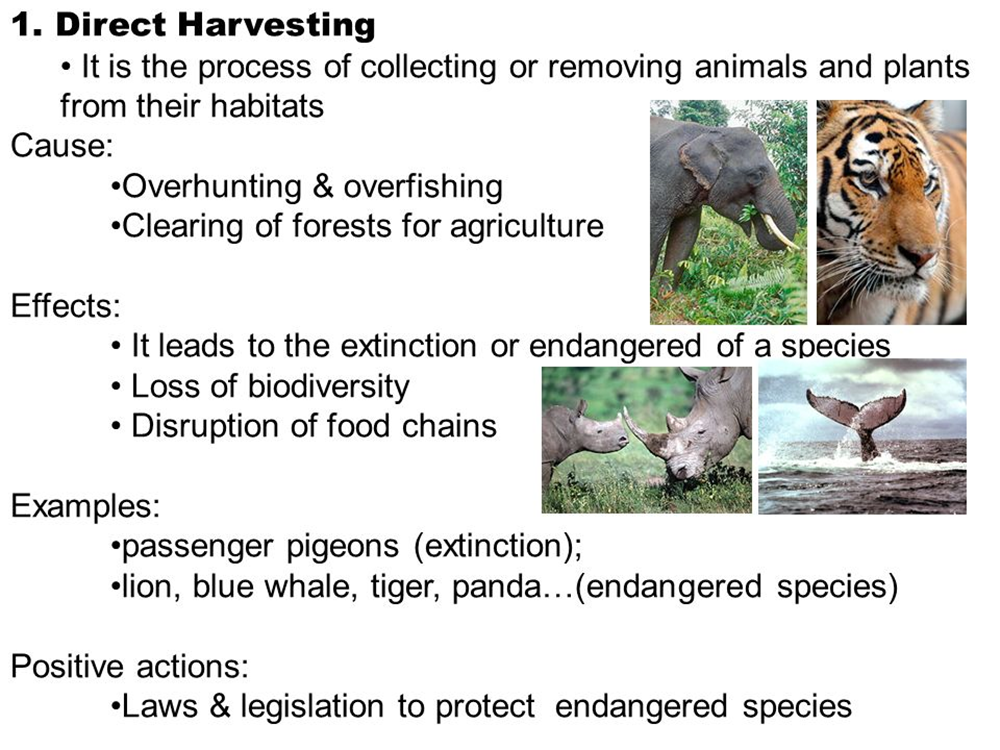 1. Direct Harvesting
• It is the process of collecting or removing animals and plants
from their habitats
Cause:
•Overhunting & overfishing
•Clearing of forests for agriculture
Effects:
• It leads to the extinction or endangered of a species
• Loss of biodiversity
• Disruption of food chains
Examples:
•passenger pigeons (extinction);
•lion, blue whale, tiger, panda…(endangered species)
Positive actions:
•Laws & legislation to protect  endangered species